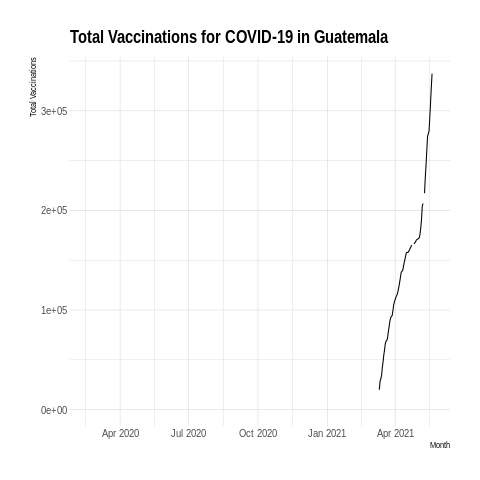 Total Vaccinations for COVID-19 in Guatemala
Total Vaccinations
3e+05
2e+05
1e+05
0e+00
Apr 2020 Jul 2020 Oct 2020 Jan 2021 Apr 2021
Month